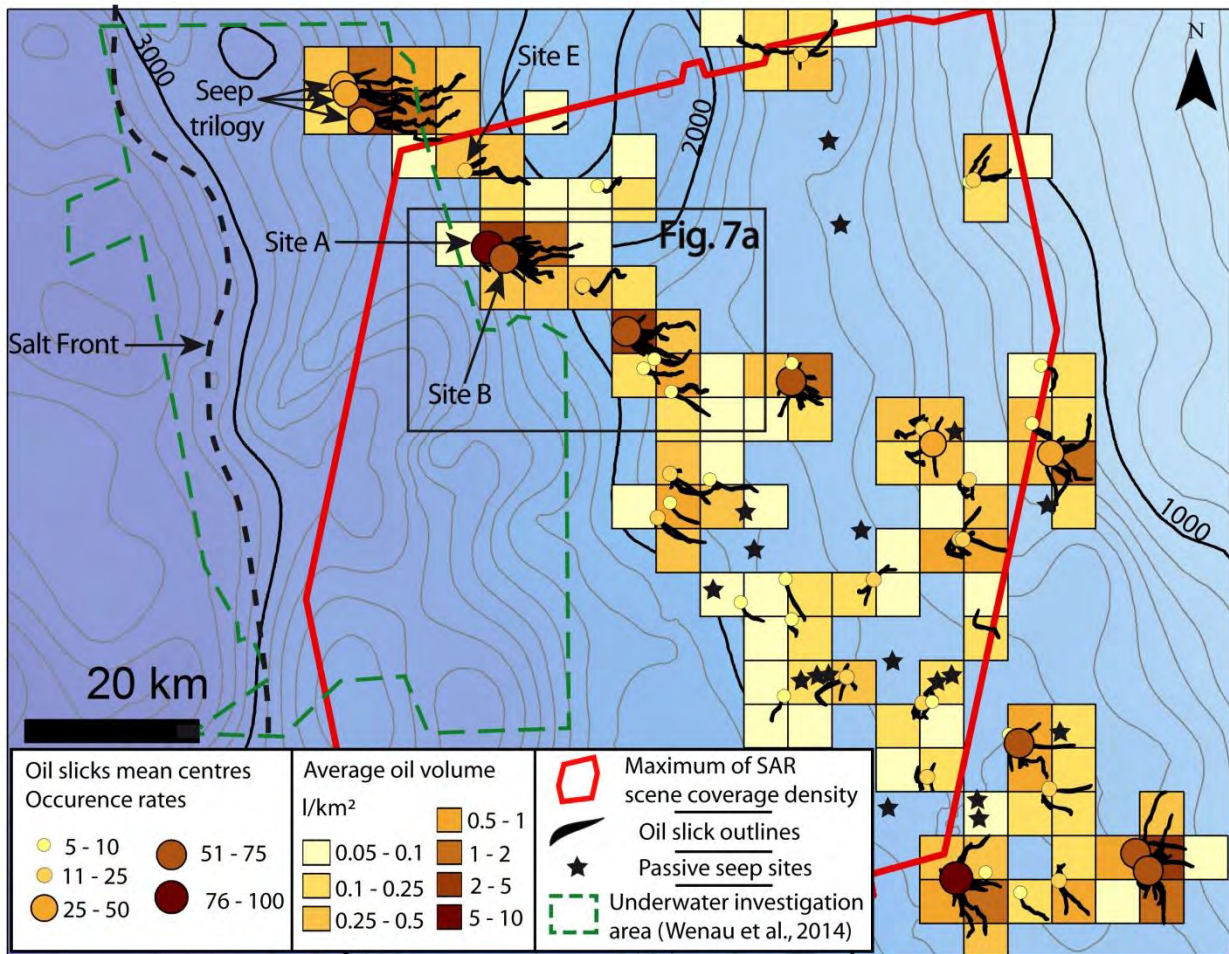 N
3000
Site E
Seep
trilogy
2000
Site A
Fig. 7a
Salt Front
Site B
1000
20 km
Oil slicks mean centres
Occurence rates
5 - 10
11 - 25
25 - 50
51 - 75
76 - 100
Average oil volume
l/km²
0.05 - 0.1
0.1 - 0.25
0.25 - 0.5
0.5 - 1
1 - 2
2 - 5
5 - 10
Maximum of SAR
scene coverage density
Oil slick outlines
Passive seep sites
Underwater investigation
area (Wenau et al., 2014)